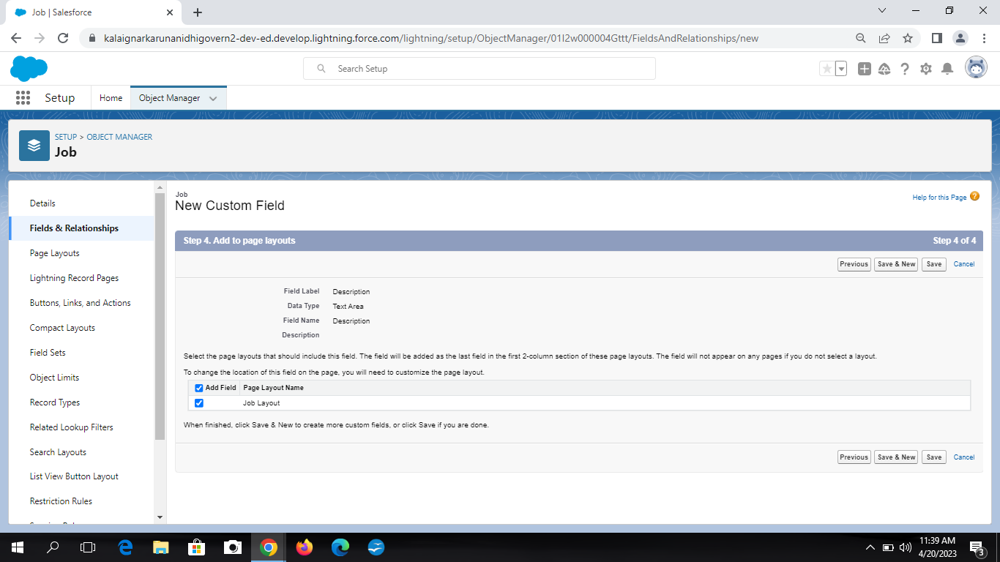 Job | Salesforce
kalaignarkarunanidhigovern2-dev-ed.develop.lightning.force.com/lightning/setup/ObjectManager/01I2w000004Gttt/FieldsAndRelationships/new
Search Setup
Setup
Home
Object Manager
SETUP > OBJECT MANAGER
Job
Details
Fields & Relationships
Page Layouts
Lightning Record Pages
Buttons, Links, and Actions
Compact Layouts
Field Sets
Object Limits
Record Types
Related Lookup Filters
Search Layouts
List View Button Layout
Restriction Rules
Job
New Custom Field
Help for this Page
Step 4. Add to page layouts
Step 4 of 4
Previous Save & New Save Cancel
Field Label Description
Data Type Text Area
Field Name Description
Description
Select the page layouts that should include this field. The field will be added as the last field in the first 2-column section of these page layouts. The field will not appear on any pages if you do not select a layout.
To change the location of this field on the page, you will need to customize the page layout.
Add Field Page Layout Name
Job Layout
When finished, click Save & New to create more custom fields, or click Save if you are done.
Previous Save & New Save Cancel
11:39 AM
4/20/2023
3